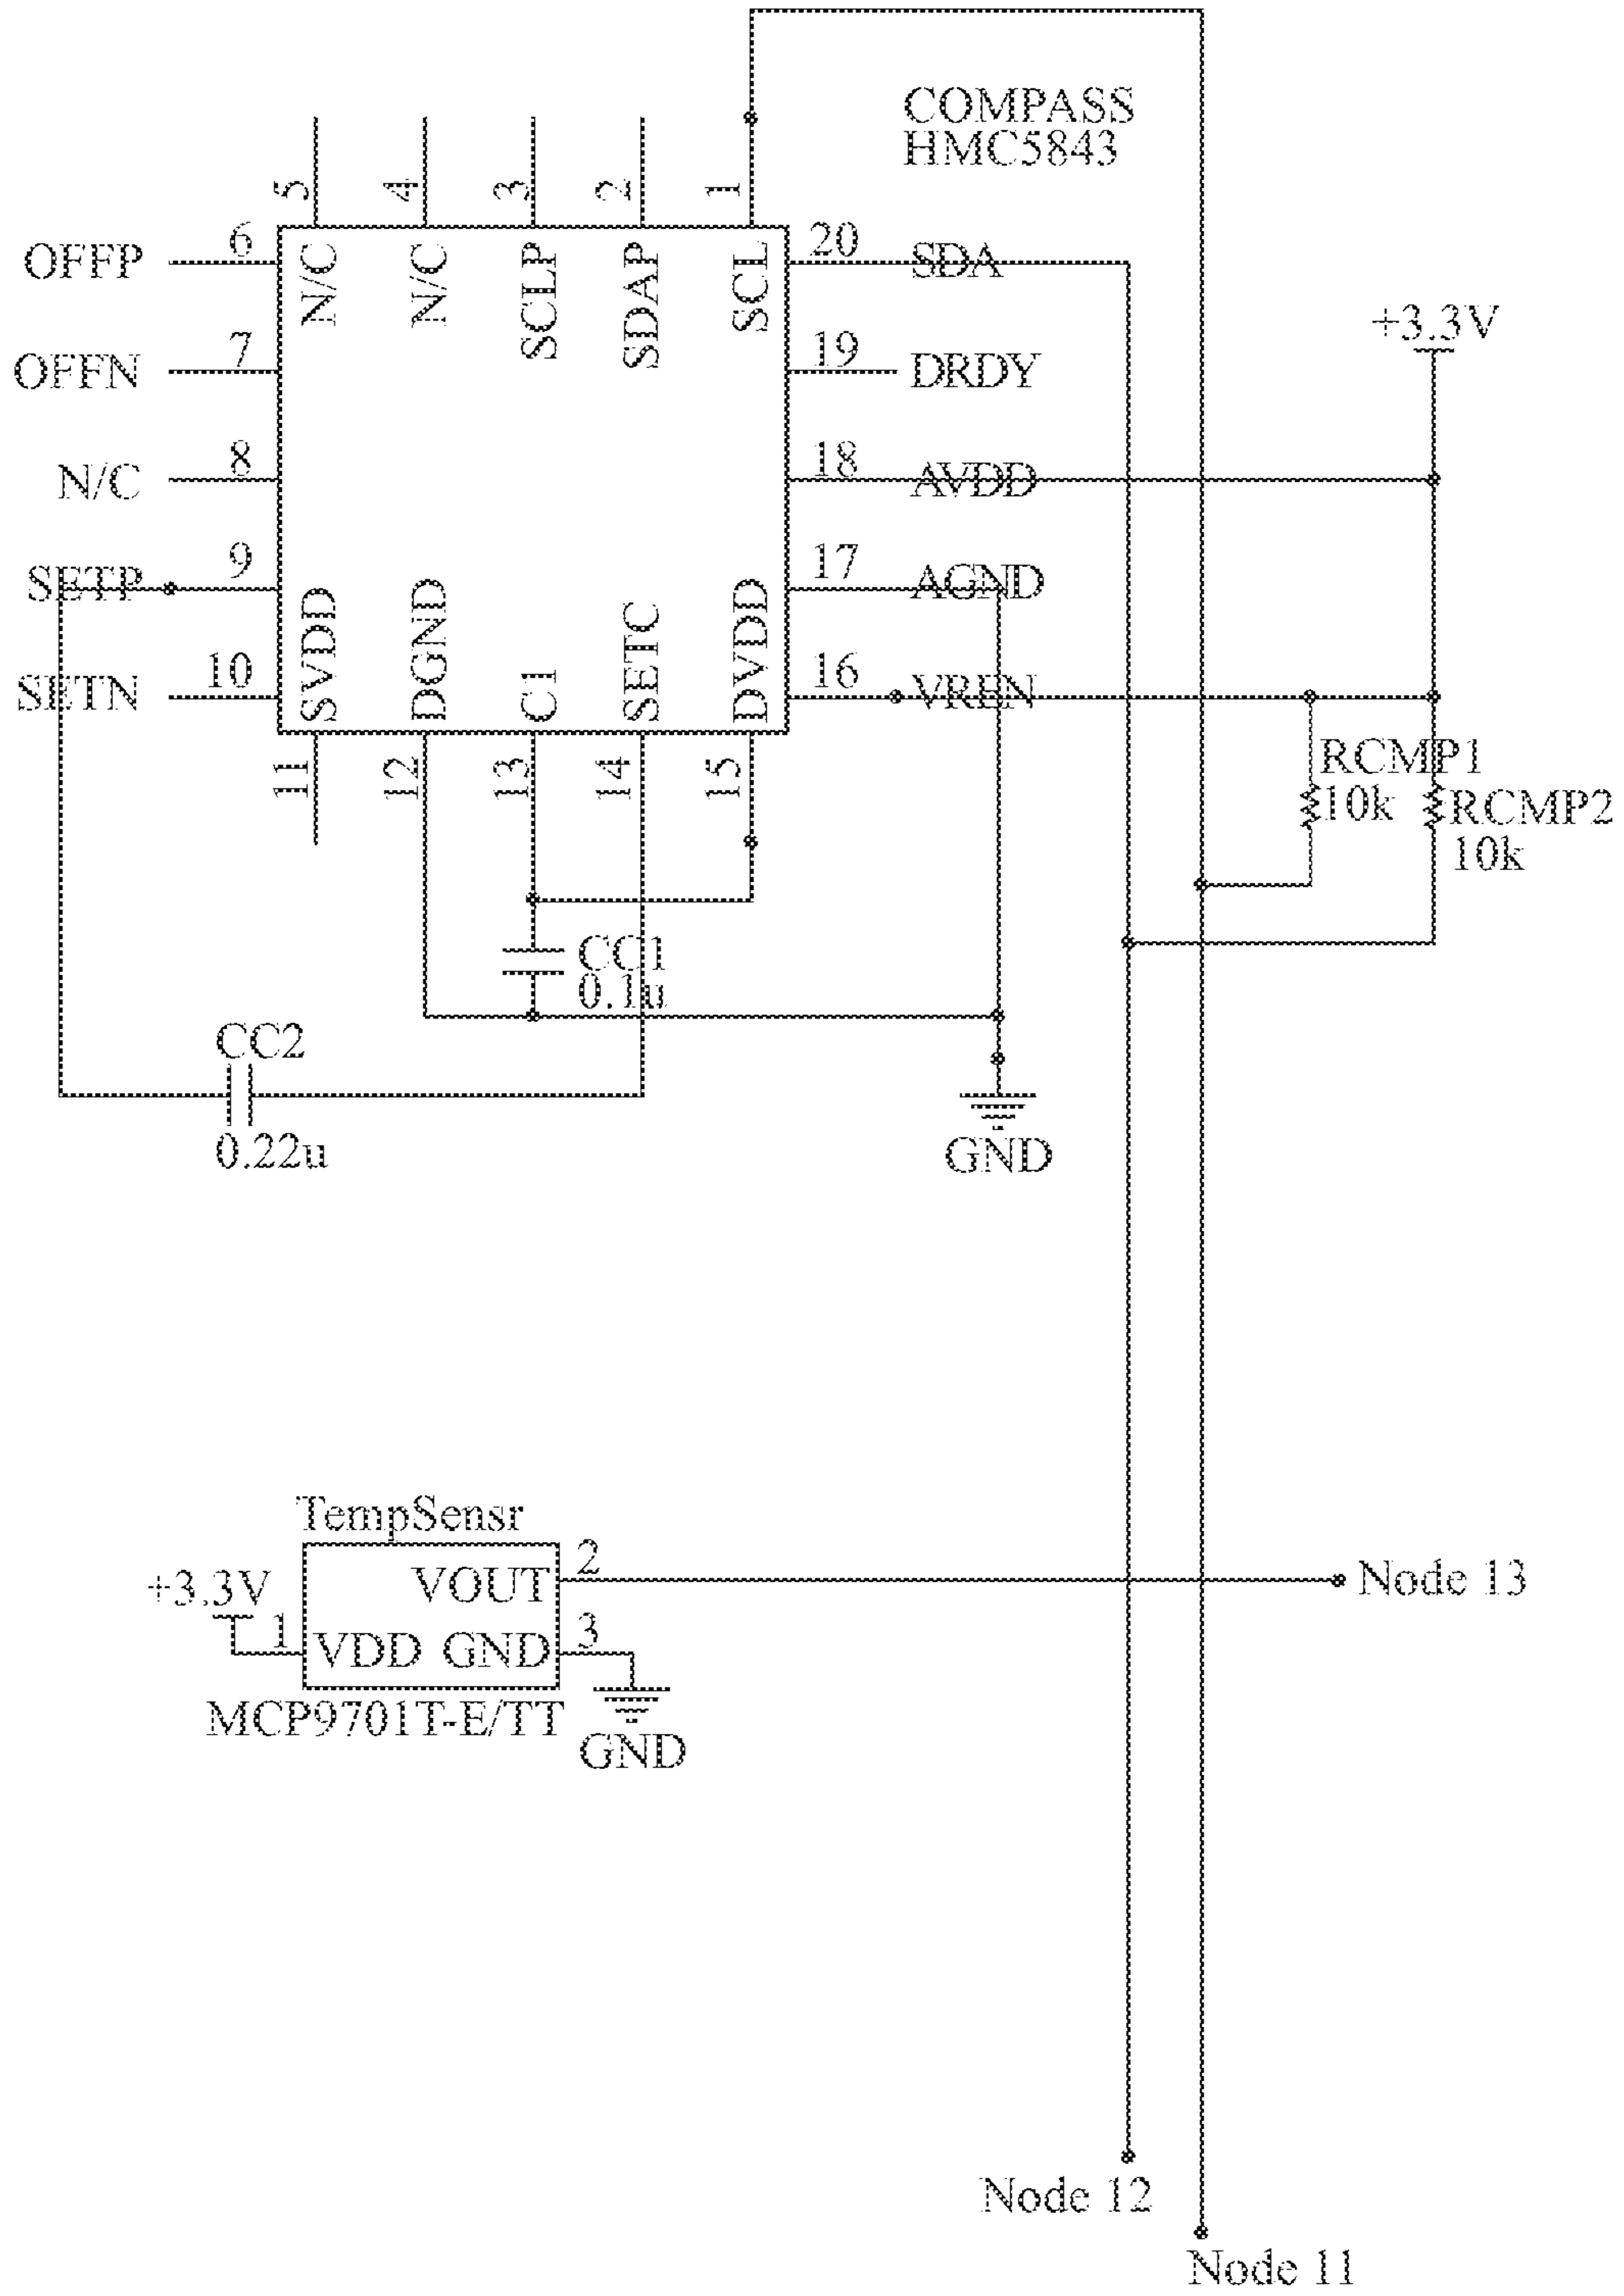 COMPASS
HMC5843
5
4
3
2
1
6
OFFP
N/C
N/C
SCLP
SDAP
SCL
20
SDA
+3.3V
7
OFFN
19
DRDY
8
N/C
18
AVDD
9
SETP
17
AGND
10
SETN
SVDD
DGND
C1
SETC
DVDD
16
VREN
11
12
13
14
15
RCMP1
10k
RCMP2
10k
CC1
0.1u
CC2
0.22u
GND
TempSensr
+3.3V
VOUT
2
Node 13
1
VDD
GND
3
MCP9701T-E/TT
GND
Node 12
Node 11